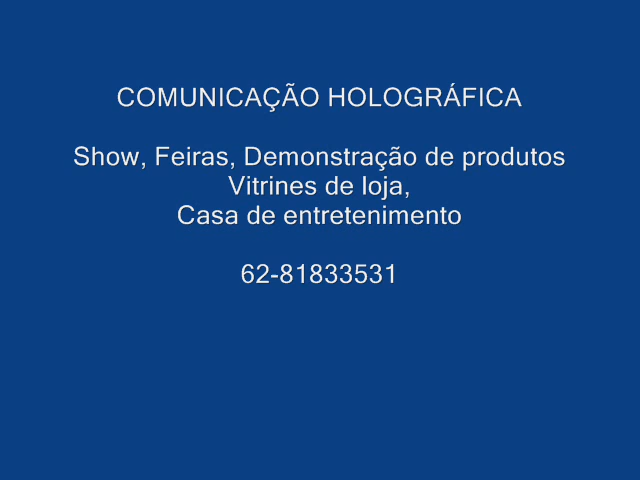 COMUNICAÇÃO HOLOGRÁFICA
Show, Feiras, Demonstração de produtos
Vitrines de loja,
Casa de entretenimento
62-81833531